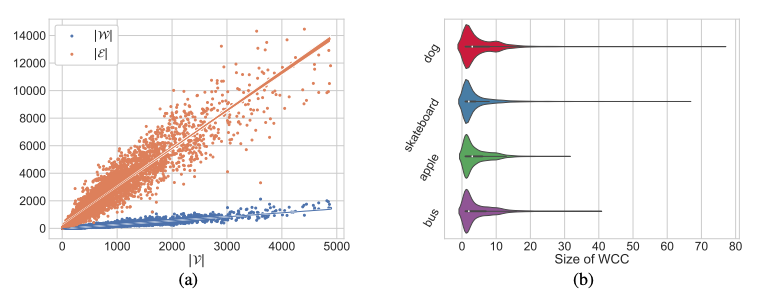 14000
12000
10000
8000
6000
4000
2000
0
|𝒲|
|ℰ|
0 1000 2000 3000 4000 5000
|𝒱|
(a)
dog
skateboard
apple
bus
0 10 20 30 40 50 60 70 80
Size of WCC
(b)